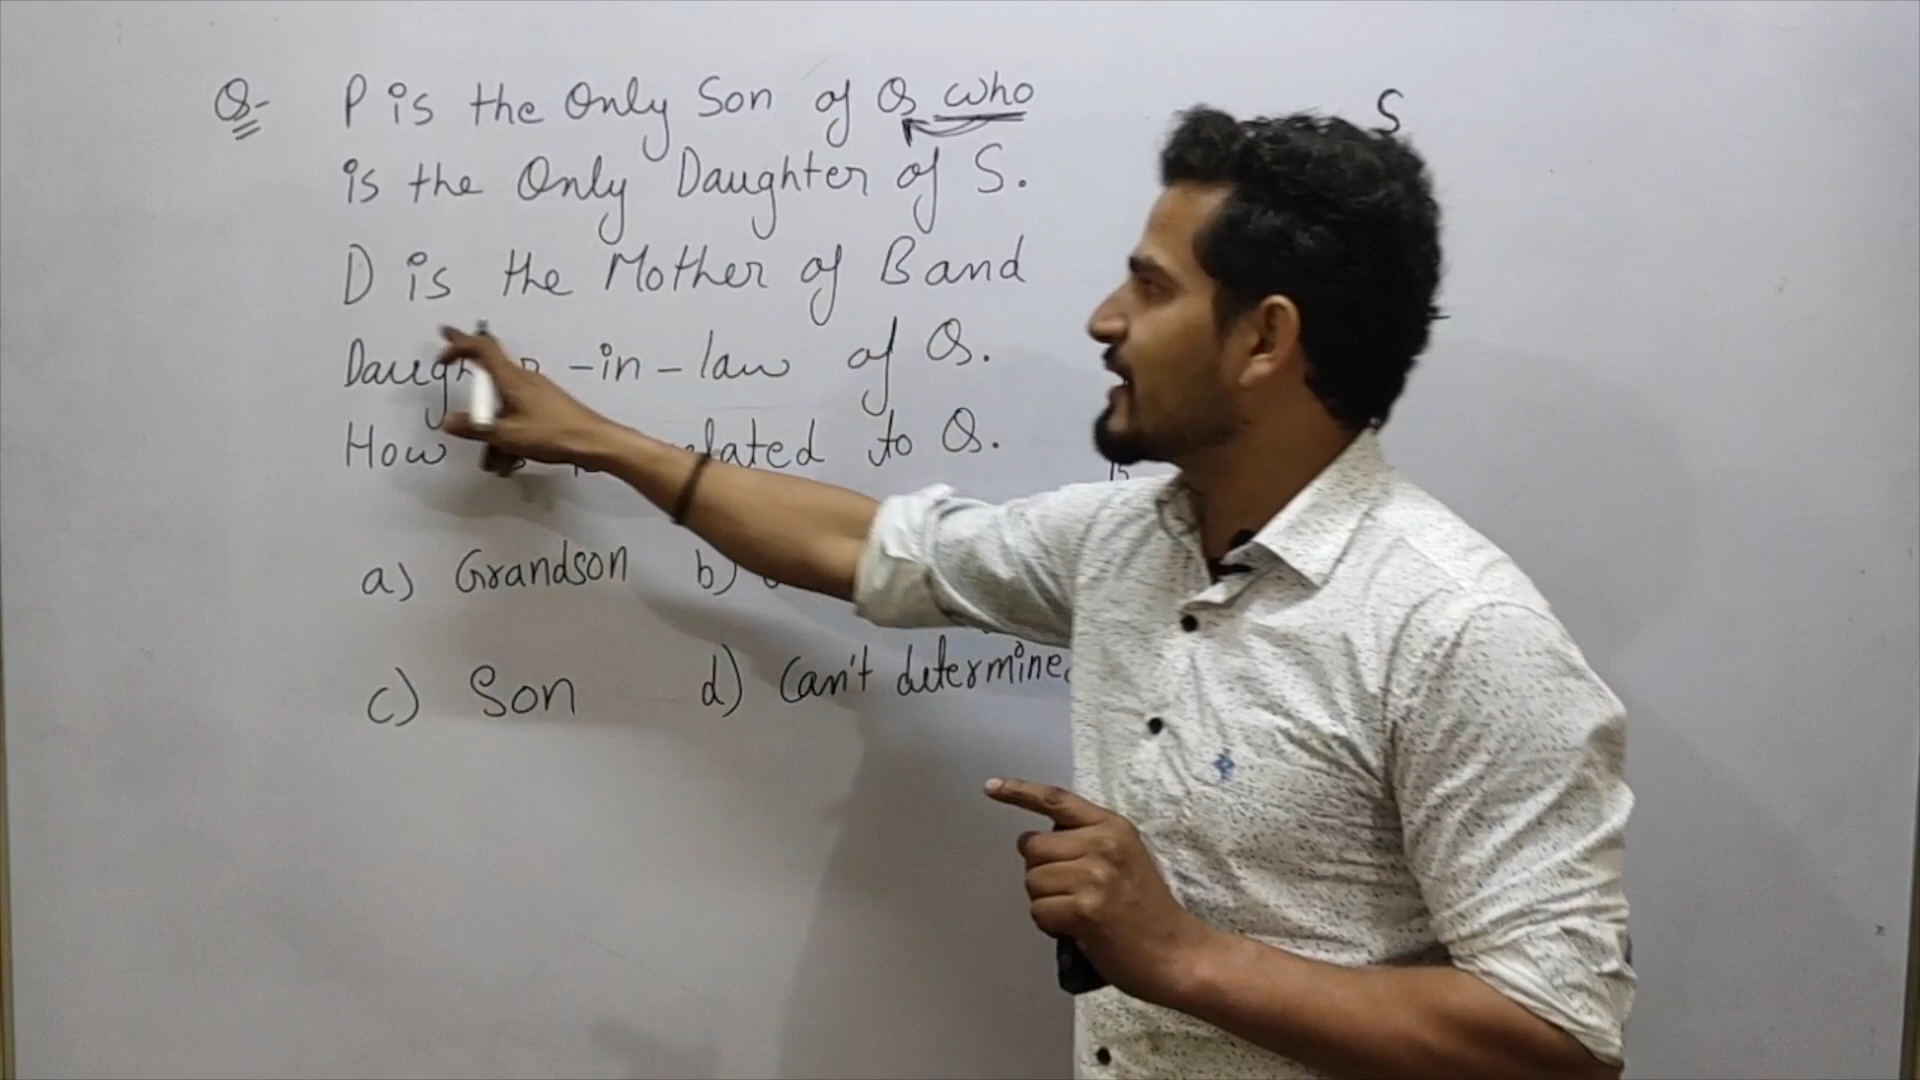 Q- P is the Only Son of Q who
is the Only Daughter of S.
D is the Mother of B and
-in-law of Q.
How related to Q.
a) Grandson b)
c) Son d) Can't determine
S